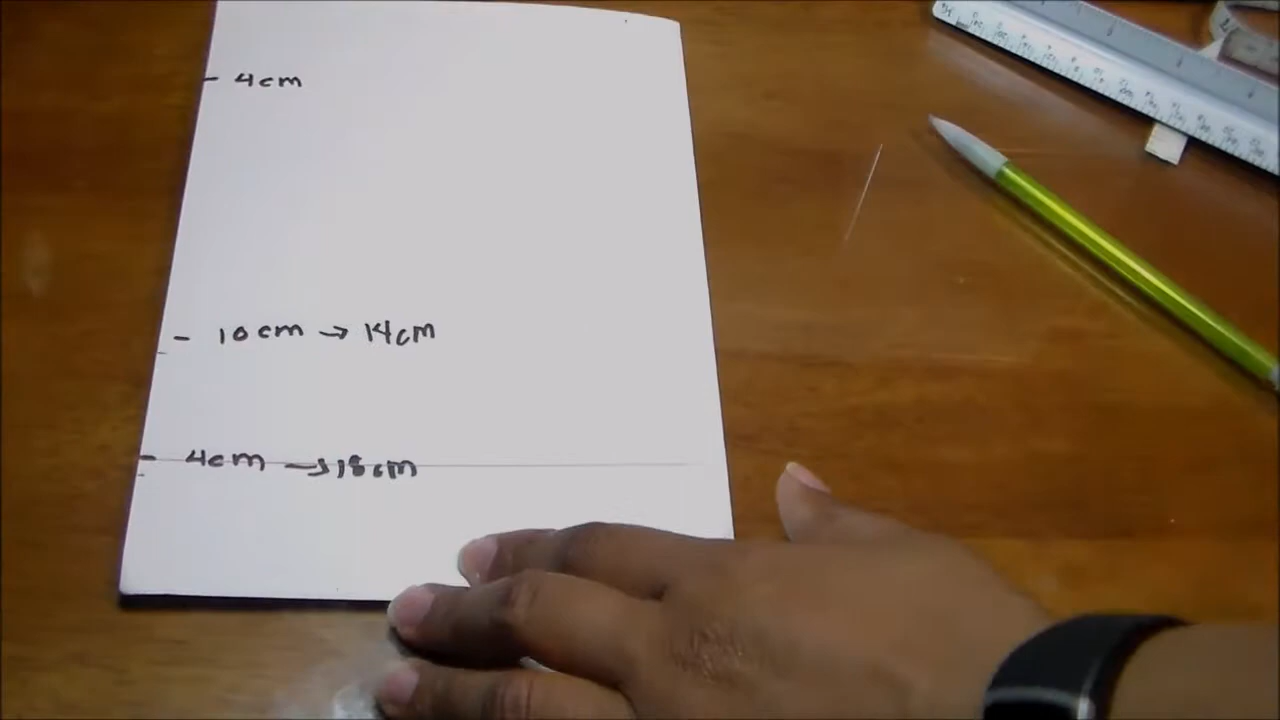 - 4cm
- 10cm → 14cm
- 4cm → 18cm